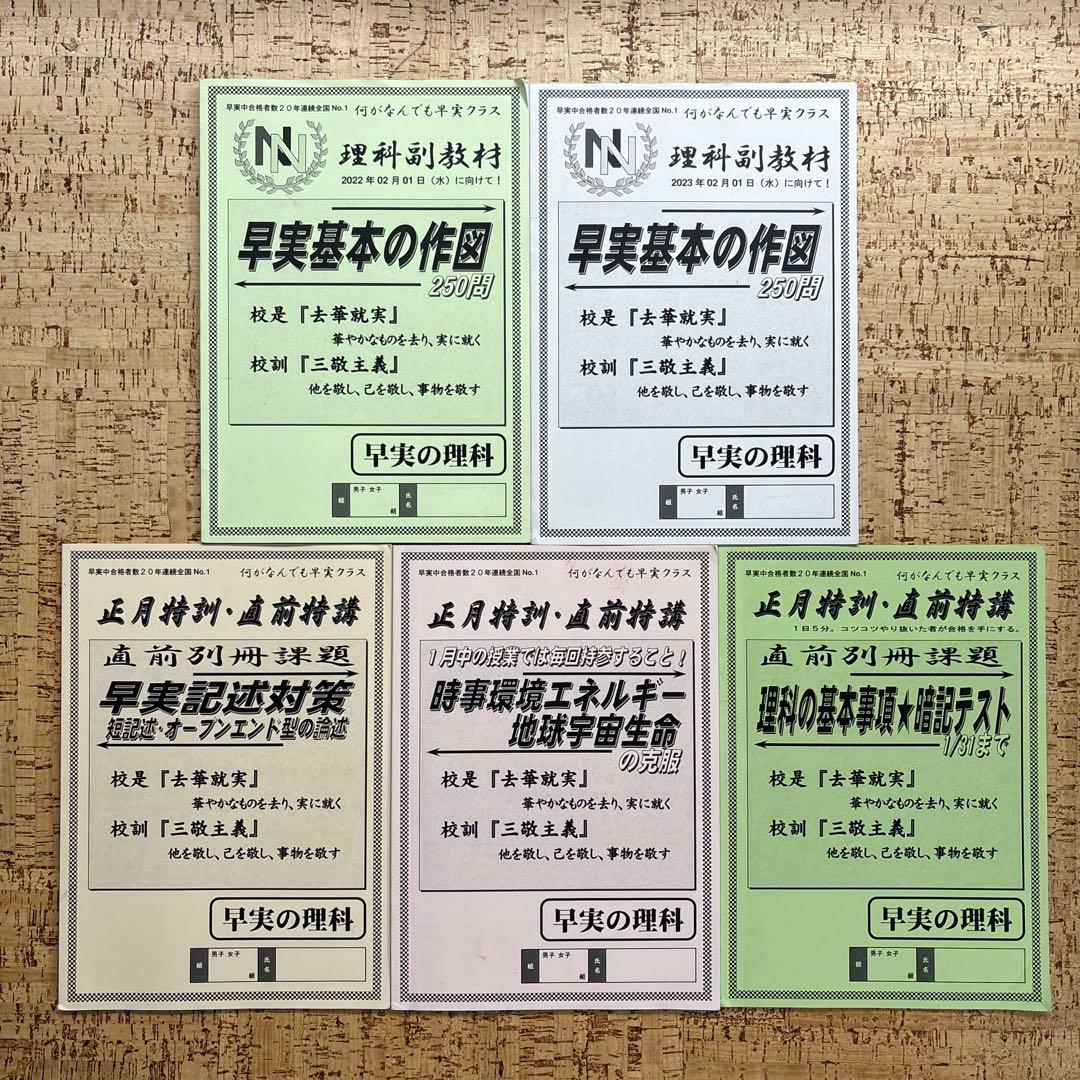 早実中合格者数20年連続全国No.1 何がなんでも早実クラス
NN
理科副教材
2022年02月01日（水）に向けて！
早実基本の作図
250問
校是『去華就実』
華やかなものを去り、実に就く
校訓『三敬主義』
他を敬し、己を敬し、事物を敬す
早実の理科
組 男子 女子 組 氏名
早実中合格者数20年連続全国No.1 何がなんでも早実クラス
NN
理科副教材
2023年02月01日（水）に向けて！
早実基本の作図
250問
校是『去華就実』
華やかなものを去り、実に就く
校訓『三敬主義』
他を敬し、己を敬し、事物を敬す
早実の理科
組 男子 女子 組 氏名
早実中合格者数20年連続全国No.1 何がなんでも早実クラス
正月特訓・直前特講
直前別冊課題
早実記述対策
短記述・オープンエンド型の論述
校是『去華就実』
華やかなものを去り、実に就く
校訓『三敬主義』
他を敬し、己を敬し、事物を敬す
早実の理科
組 男子 女子 組 氏名
早実中合格者数20年連続全国No.1 何がなんでも早実クラス
正月特訓・直前特講
1月中の授業では毎回持参すること！
時事環境エネルギー
地球宇宙生命
の克服
校是『去華就実』
華やかなものを去り、実に就く
校訓『三敬主義』
他を敬し、己を敬し、事物を敬す
早実の理科
組 男子 女子 組 氏名
早実中合格者数20年連続全国No.1 何がなんでも早実クラス
正月特訓・直前特講
1日5分。コツコツやり抜いた者が合格を手にする。
直前別冊課題
理科の基本事項★暗記テスト
1/31まで
校是『去華就実』
華やかなものを去り、実に就く
校訓『三敬主義』
他を敬し、己を敬し、事物を敬す
早実の理科
組 男子 女子 組 氏名